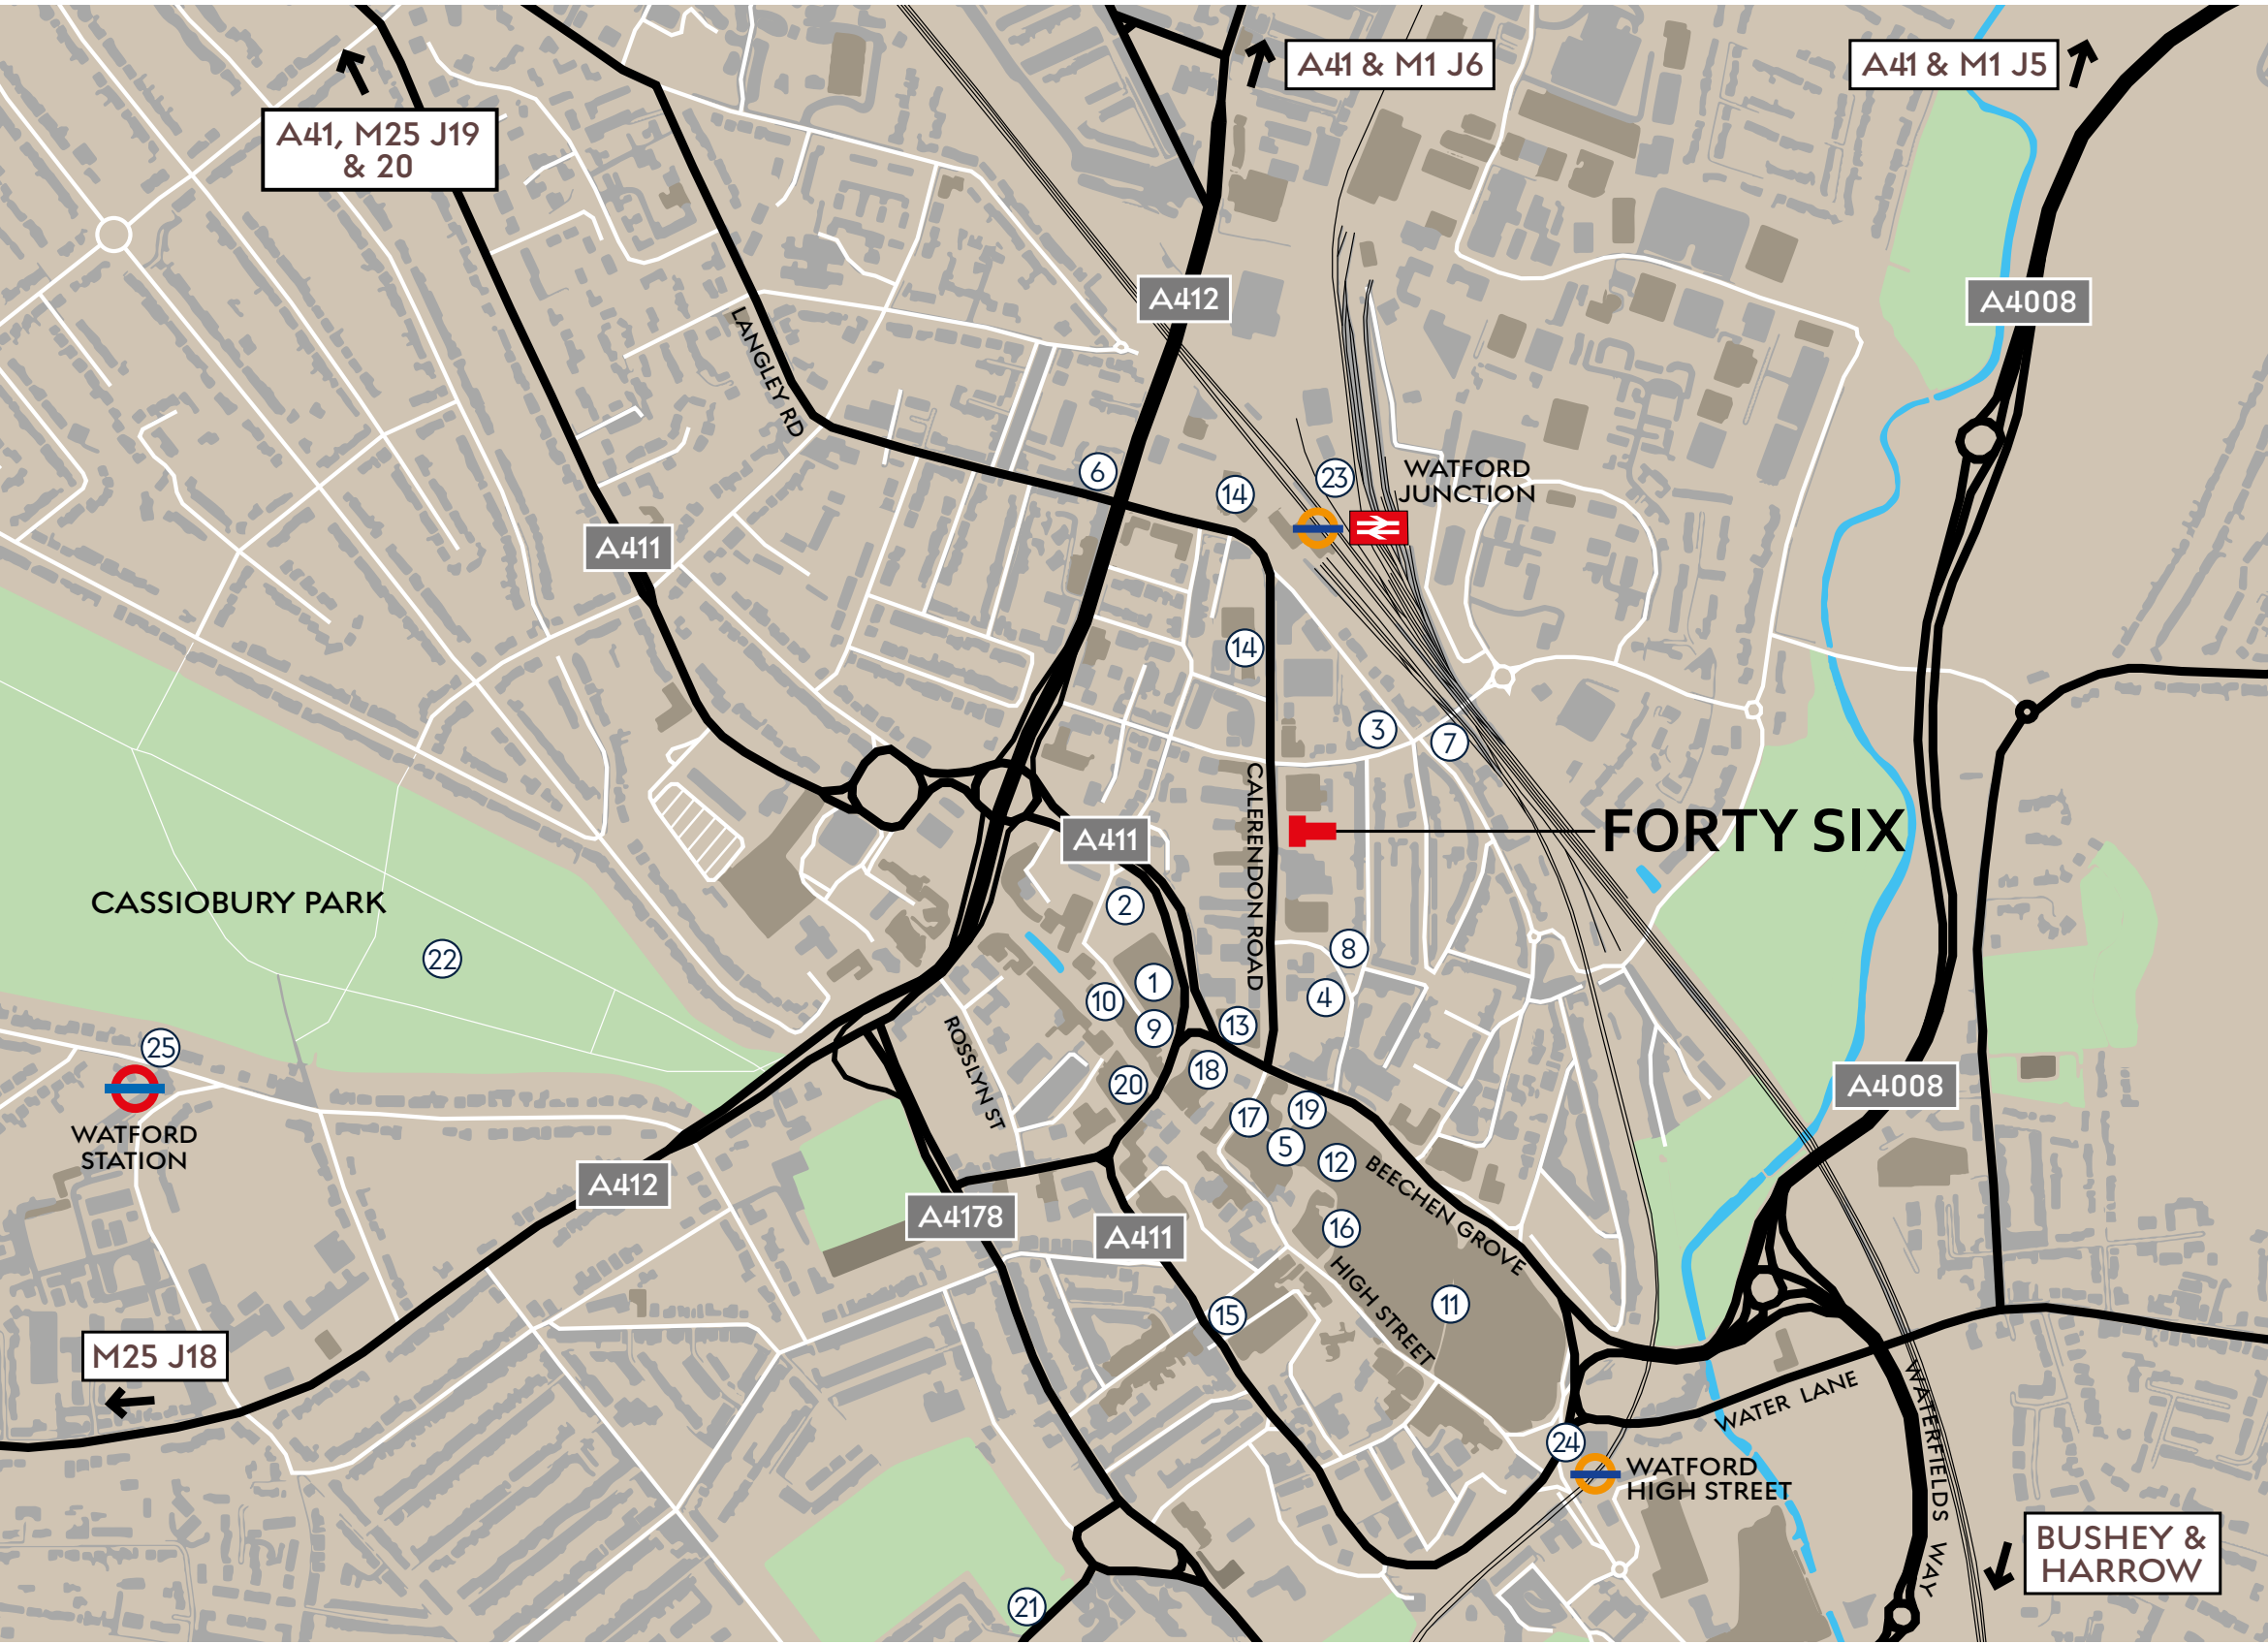 A41 & M1 J6
A41 & M1 J5
A41, M25 J19
& 20
A412
A4008
LANGLEY RD
6
14
23
WATFORD
JUNCTION
A411
14
3
7
CALERENDON ROAD
FORTY SIX
A411
CASSIOBURY PARK
22
2
8
1
10
4
9
13
ROSSLYN ST
25
WATFORD
STATION
18
20
A4008
17
19
5
12
BEECHEN GROVE
A412
A4178
A411
16
HIGH STREET
11
15
M25 J18
WATER LANE
WATERFIELDS WAY
24
WATFORD
HIGH STREET
BUSHEY &
HARROW
21